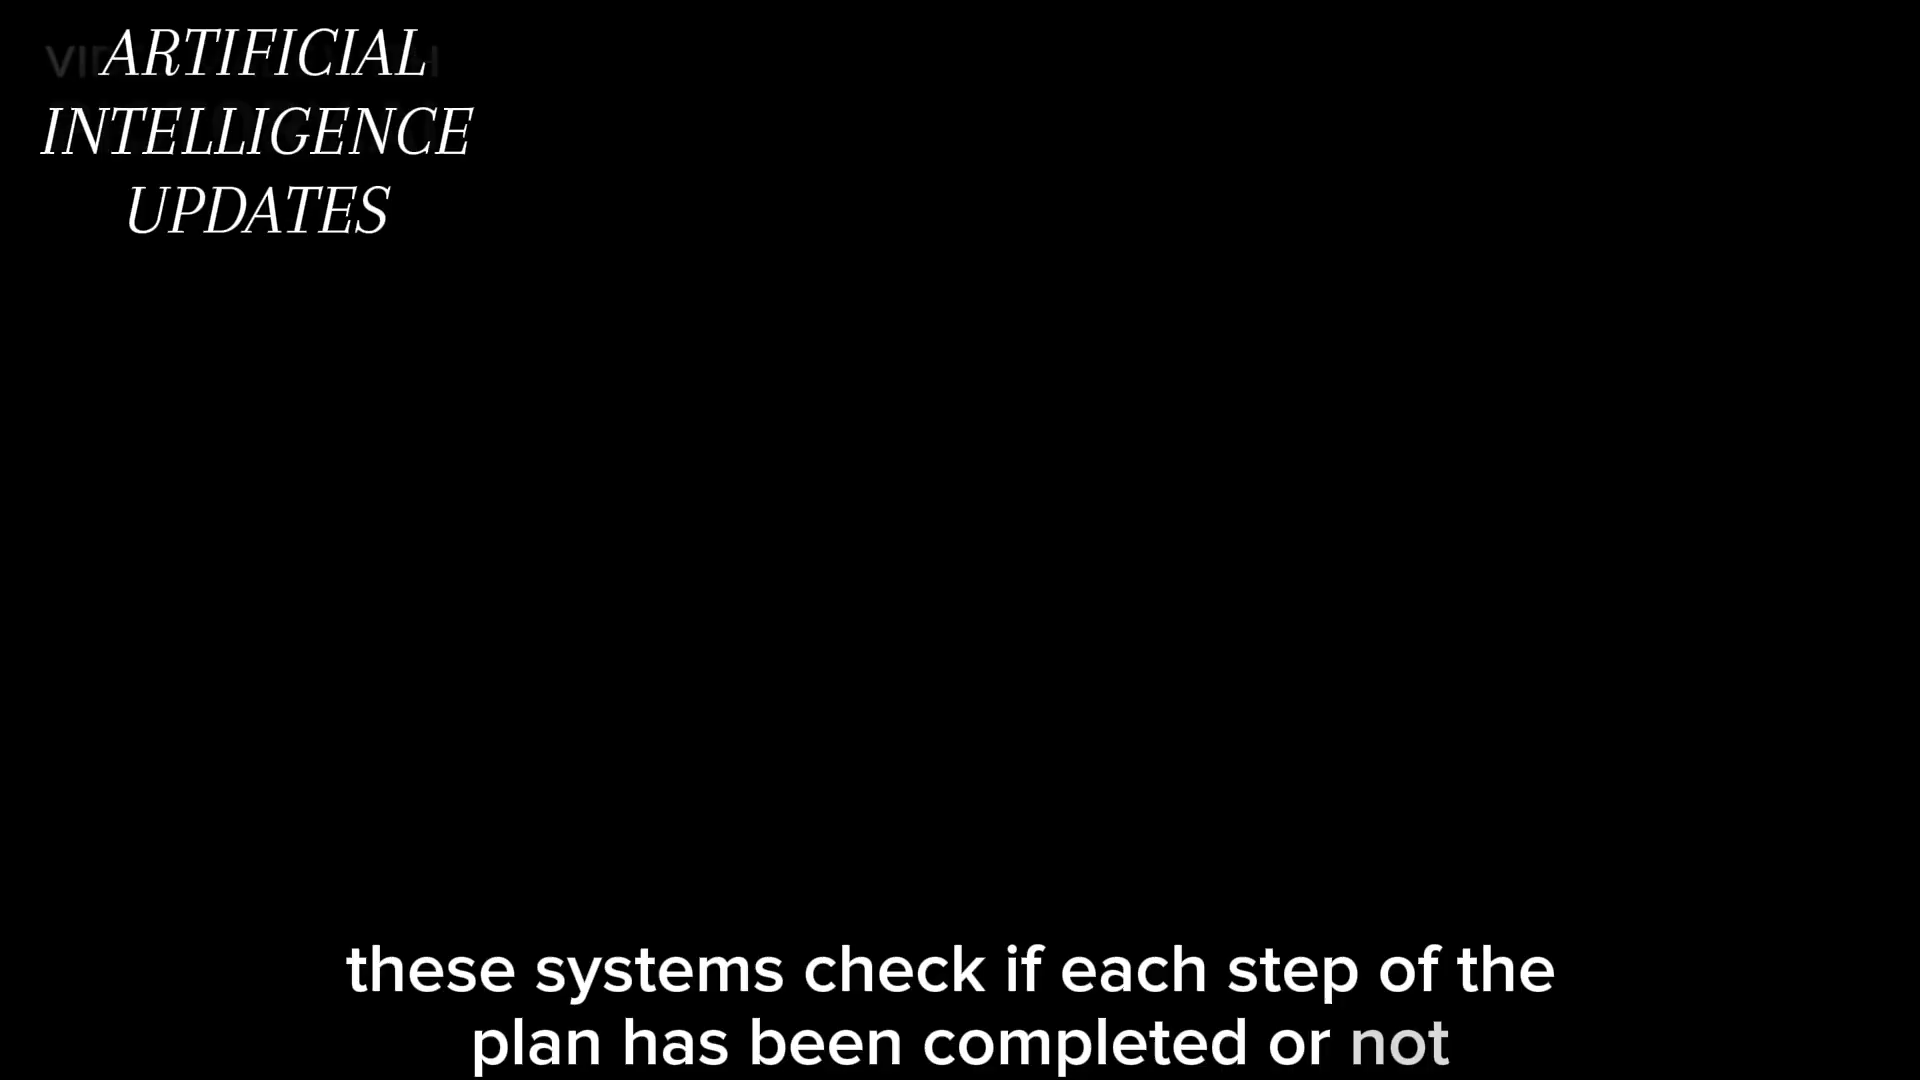 ARTIFICIAL
INTELLIGENCE
UPDATES
these systems check if each step of the
plan has been completed or not